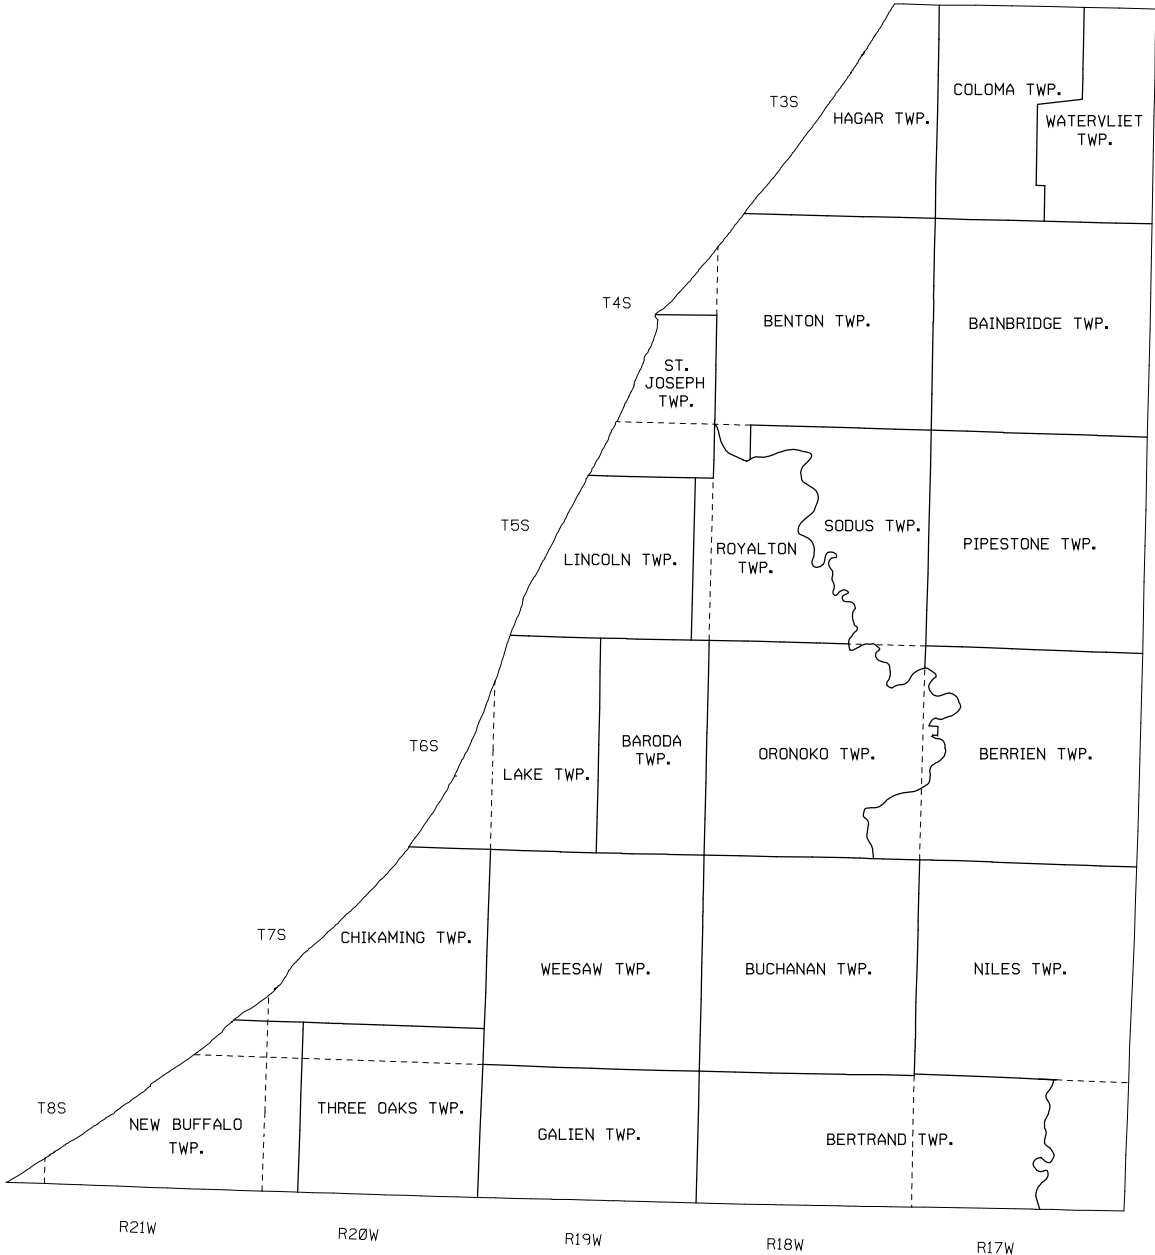 COLOMA TWP.
T3S
HAGAR TWP.
WATERVLIET
TWP.
T4S
BENTON TWP.
BAINBRIDGE TWP.
ST.
JOSEPH
TWP.
T5S
SODUS TWP.
LINCOLN TWP.
ROYALTON
TWP.
PIPESTONE TWP.
T6S
BARODA
TWP.
LAKE TWP.
ORONOKO TWP.
BERRIEN TWP.
T7S
CHIKAMING TWP.
WEESAW TWP.
BUCHANAN TWP.
NILES TWP.
T8S
NEW BUFFALO
TWP.
THREE OAKS TWP.
GALIEN TWP.
BERTRAND TWP.
R21W
R20W
R19W
R18W
R17W